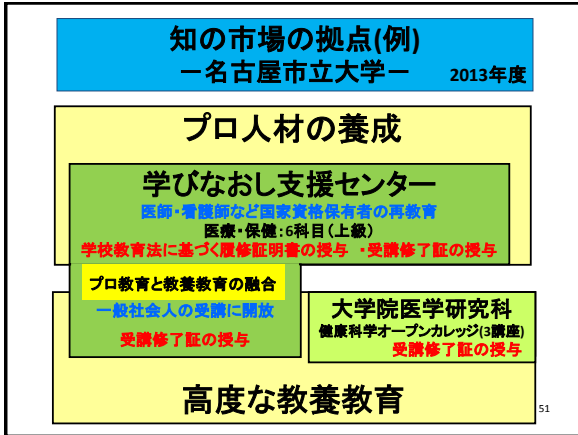 知の市場の拠点(例)
－名古屋市立大学－ 2013年度
プロ人材の養成
学びなおし支援センター
医師・看護師など国家資格保有者の再教育
医療・保健：6科目（上級）
学校教育法に基づく履修証明書の授与 ・受講修了証の授与
プロ教育と教養教育の融合
一般社会人の受講に開放
受講修了証の授与
大学院医学研究科
健康科学オープンカレッジ(3講座)
受講修了証の授与
高度な教養教育
51